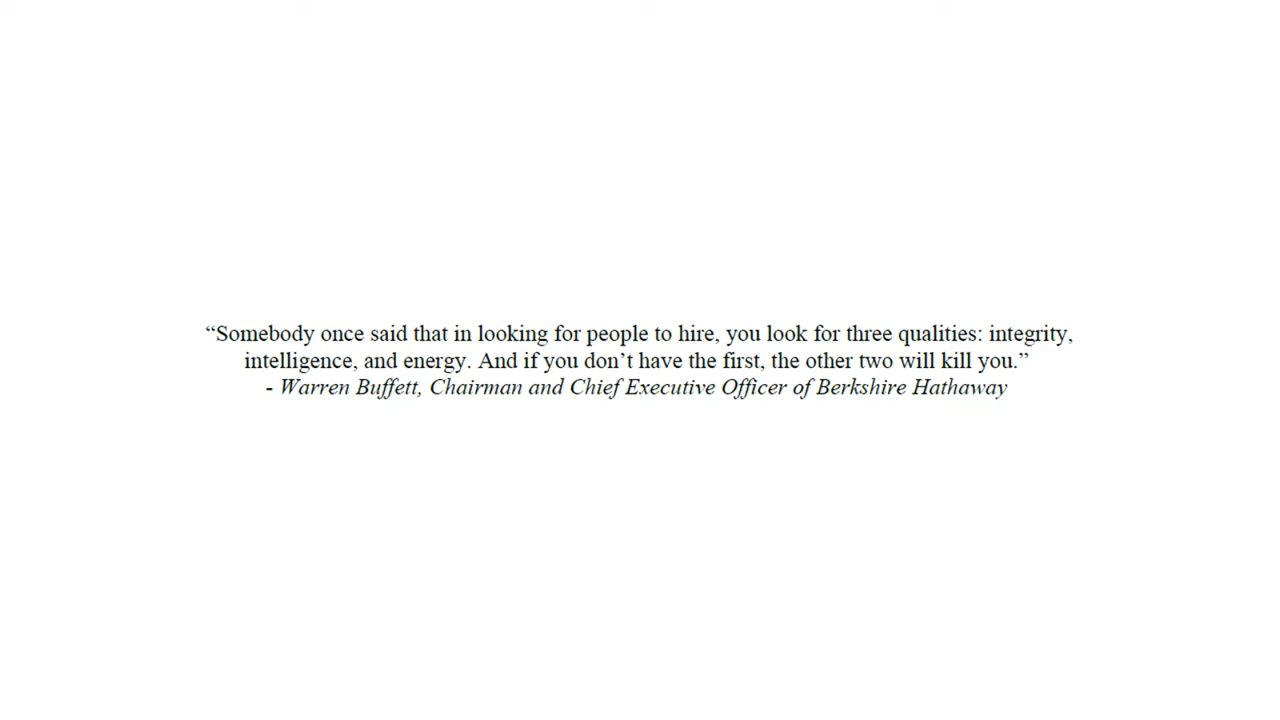 “Somebody once said that in looking for people to hire, you look for three qualities: integrity,
intelligence, and energy. And if you don’t have the first, the other two will kill you.”
- Warren Buffett, Chairman and Chief Executive Officer of Berkshire Hathaway